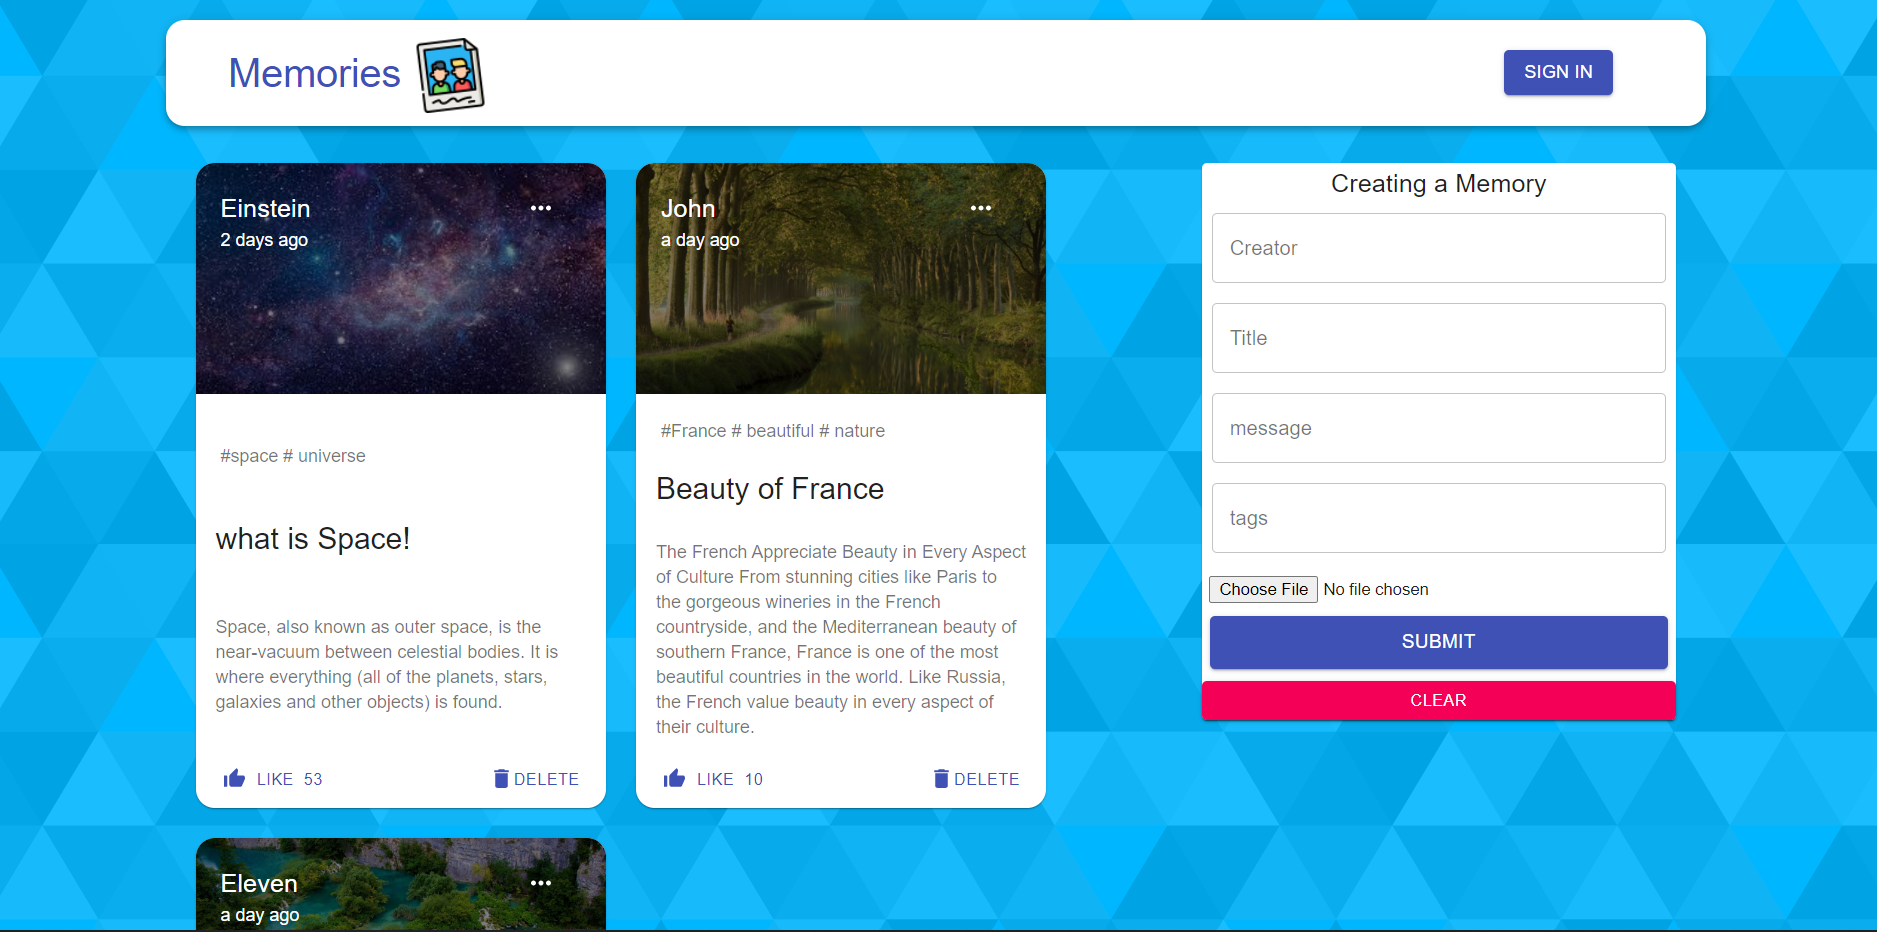 Memories
SIGN IN
Einstein
2 days ago
#space # universe
what is Space!
Space, also known as outer space, is the
near-vacuum between celestial bodies. It is
where everything (all of the planets, stars,
galaxies and other objects) is found.
LIKE 53
DELETE
John
a day ago
#France # beautiful # nature
Beauty of France
The French Appreciate Beauty in Every Aspect
of Culture From stunning cities like Paris to
the gorgeous wineries in the French
countryside, and the Mediterranean beauty of
southern France, France is one of the most
beautiful countries in the world. Like Russia,
the French value beauty in every aspect of
their culture.
LIKE 10
DELETE
Eleven
a day ago
Creating a Memory
Creator
Title
message
tags
Choose File No file chosen
SUBMIT
CLEAR